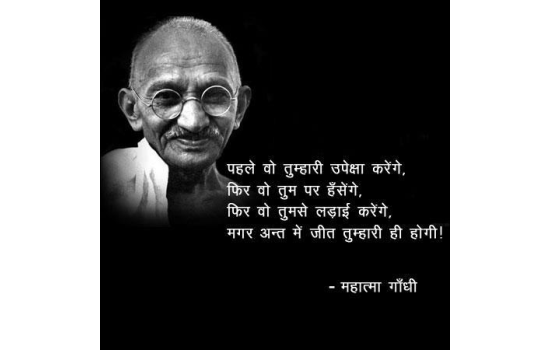 पहले वो तुम्हारी उपेक्षा करेंगे,
फिर वो तुम पर हँसेंगे,
फिर वो तुमसे लड़ाई करेंगे,
मगर अन्त में जीत तुम्हारी ही होगी!
- महात्मा गाँधी